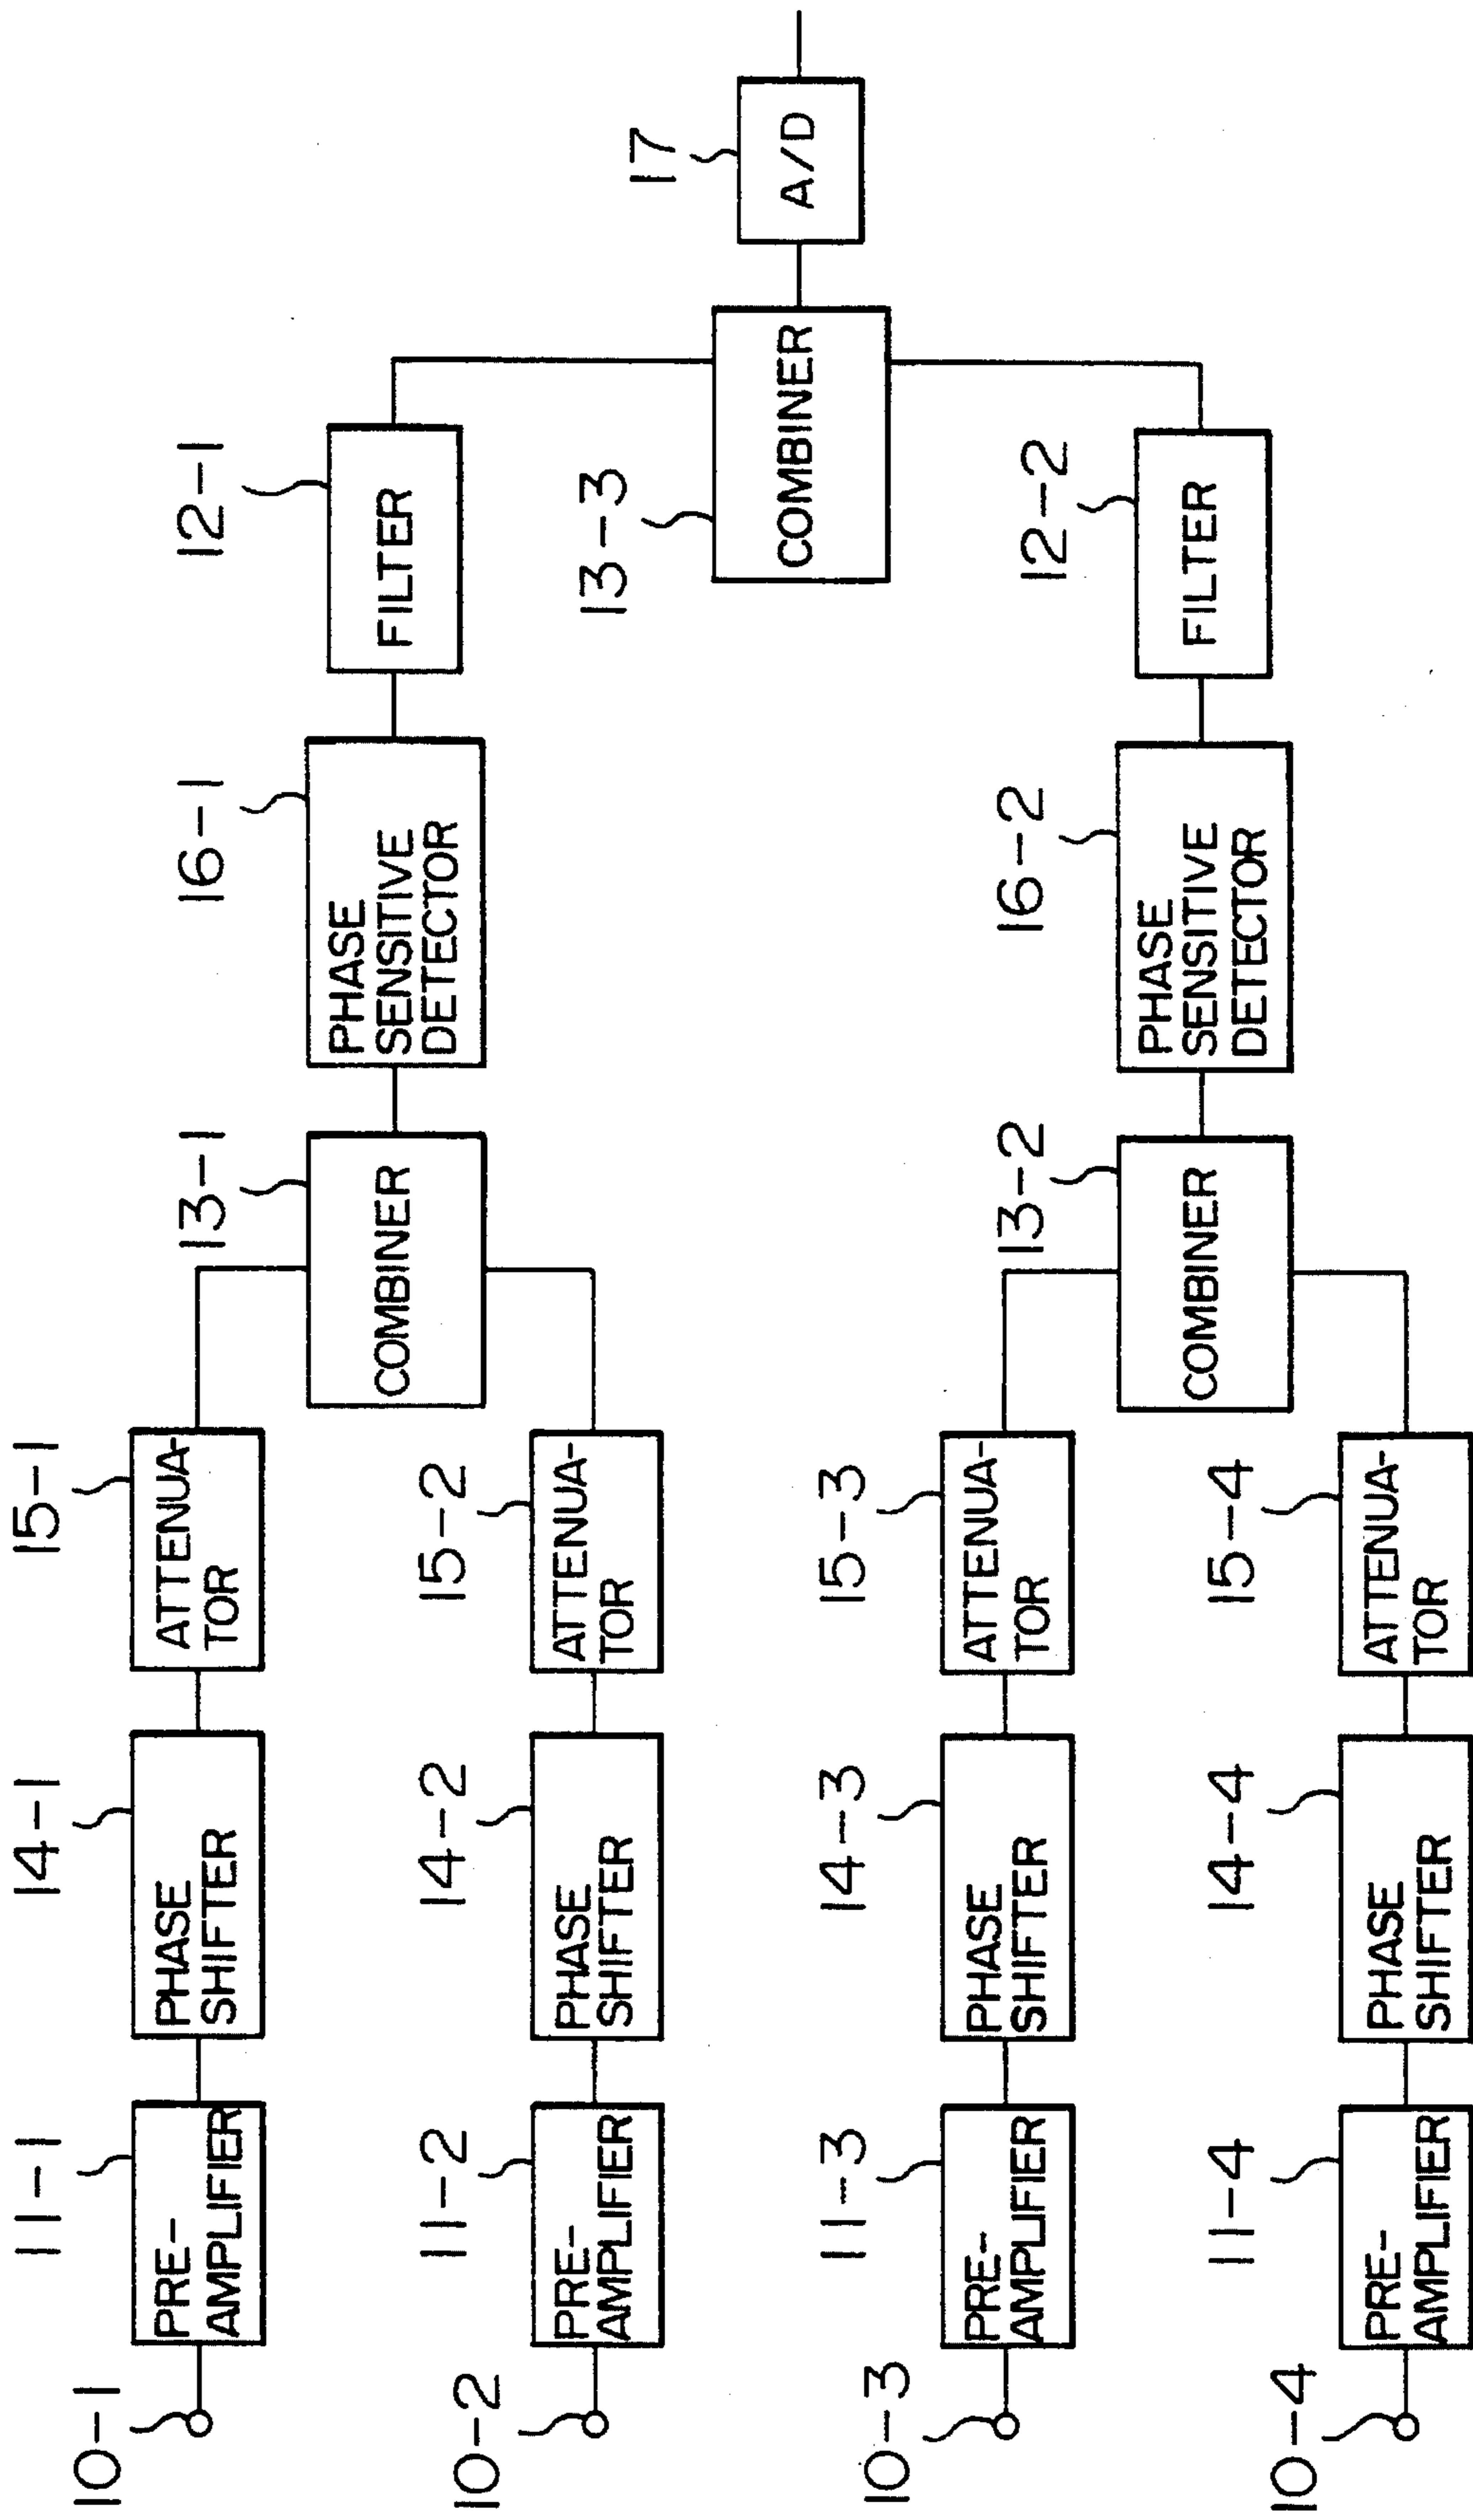 10-1
11-1
PRE-
AMPLIFIER
14-1
PHASE
SHIFTER
15-1
ATTENUA-
TOR
10-2
11-2
PRE-
AMPLIFIER
14-2
PHASE
SHIFTER
15-2
ATTENUA-
TOR
13-1
COMBINER
16-1
PHASE
SENSITIVE
DETECTOR
12-1
FILTER
10-3
11-3
PRE-
AMPLIFIER
14-3
PHASE
SHIFTER
15-3
ATTENUA-
TOR
10-4
11-4
PRE-
AMPLIFIER
14-4
PHASE
SHIFTER
15-4
ATTENUA-
TOR
13-2
COMBINER
16-2
PHASE
SENSITIVE
DETECTOR
12-2
FILTER
13-3
COMBINER
17
A/D